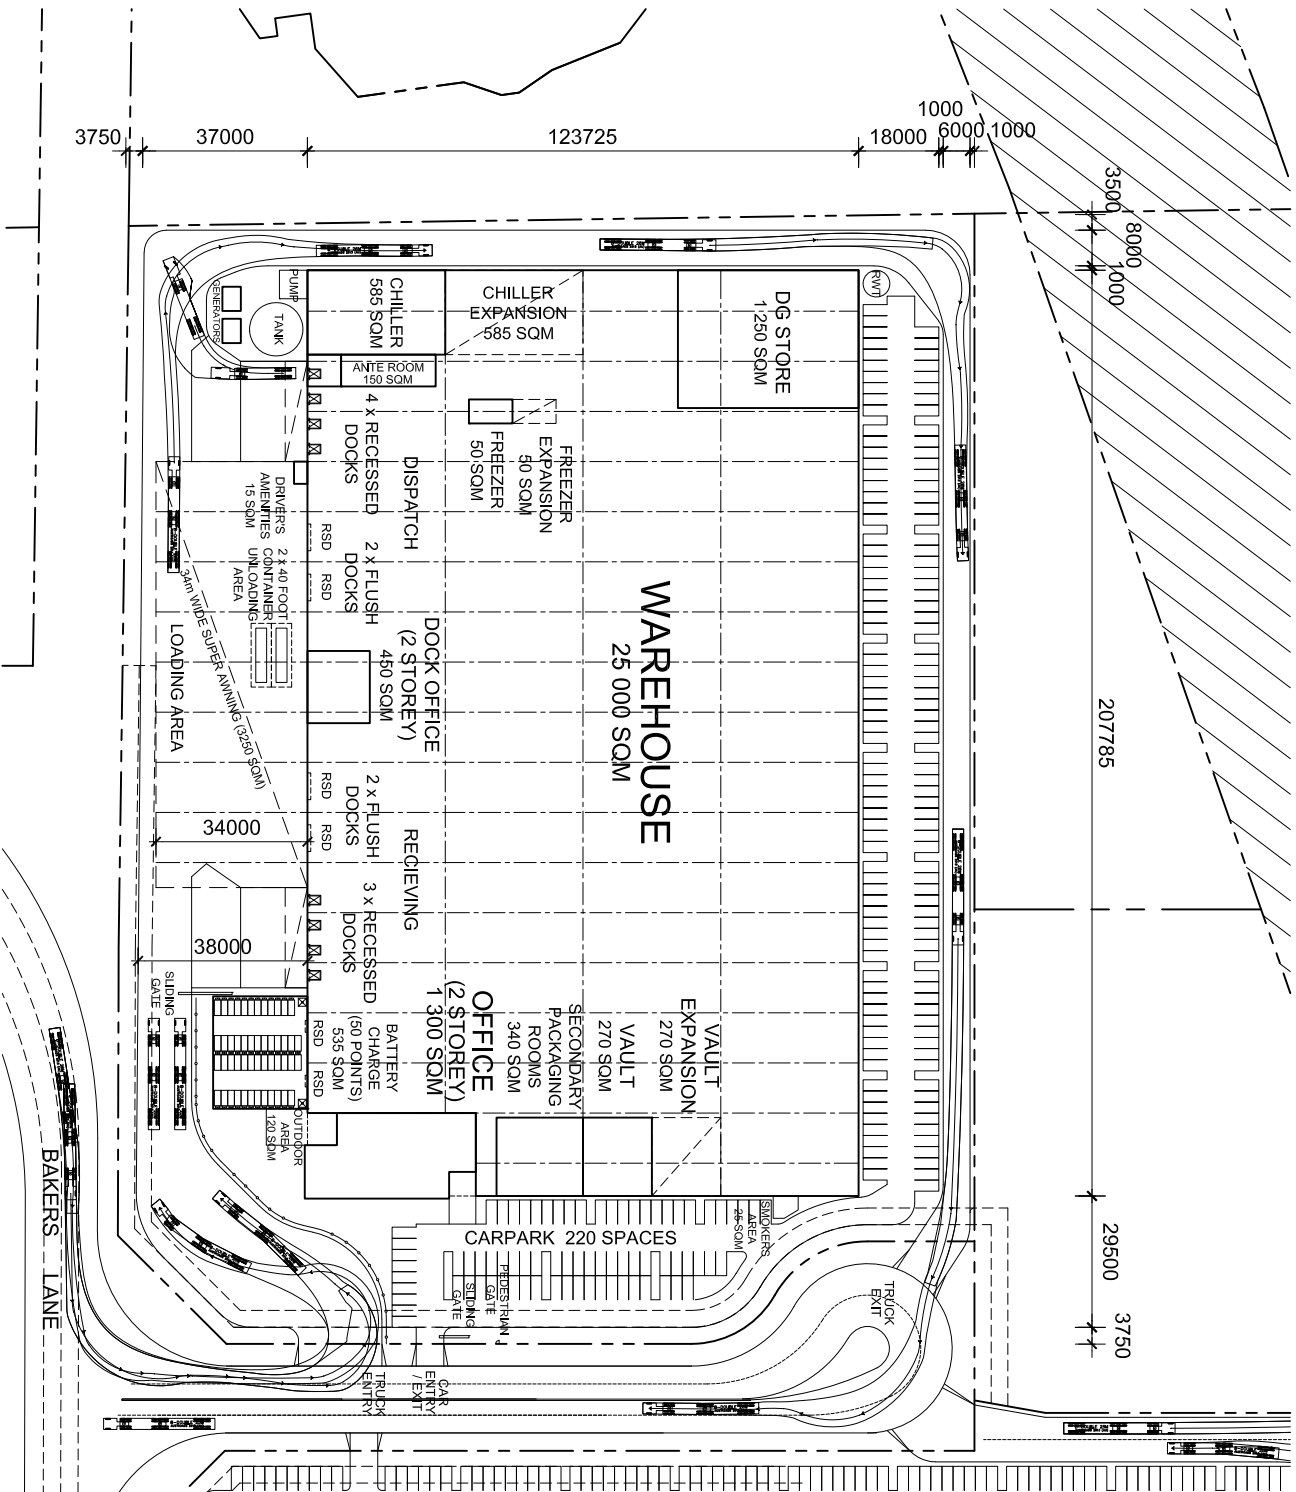 1000
3750
37000
123725
18000
6000
1000
3500
8000
1000
207785
29500
3750
PUMP
GENERATORS
TANK
CHILLER
585 SQM
CHILLER
EXPANSION
585 SQM
ANTE ROOM
150 SQM
DG STORE
1 250 SQM
RWT
4 x RECESSED
DOCKS
DISPATCH
FREEZER
50 SQM
FREEZER
EXPANSION
50 SQM
DRIVER'S
AMENITIES
15 SQM
2 x 40 FOOT
CONTAINER
UNLOADING
AREA
RSD
RSD
2 x FLUSH
DOCKS
34m WIDE SUPER AWNING (3250 SQM)
LOADING AREA
DOCK OFFICE
(2 STOREY)
450 SQM
WAREHOUSE
25 000 SQM
34000
RSD
RSD
2 x FLUSH
DOCKS
RECIEVING
3 x RECESSED
DOCKS
38000
SLIDING
GATE
RSD
RSD
BATTERY
CHARGE
(50 POINTS)
535 SQM
OFFICE
(2 STOREY)
1 300 SQM
SECONDARY
PACKAGING
ROOMS
340 SQM
VAULT
270 SQM
VAULT
EXPANSION
270 SQM
OUTDOOR
AREA
120 SQM
CARPARK 220 SPACES
SMOKERS
AREA
25 SQM
PEDESTRIAN
GATE
SLIDING
GATE
TRUCK
EXIT
CAR
ENTRY
/ EXIT
TRUCK
ENTRY
BAKERS LANE